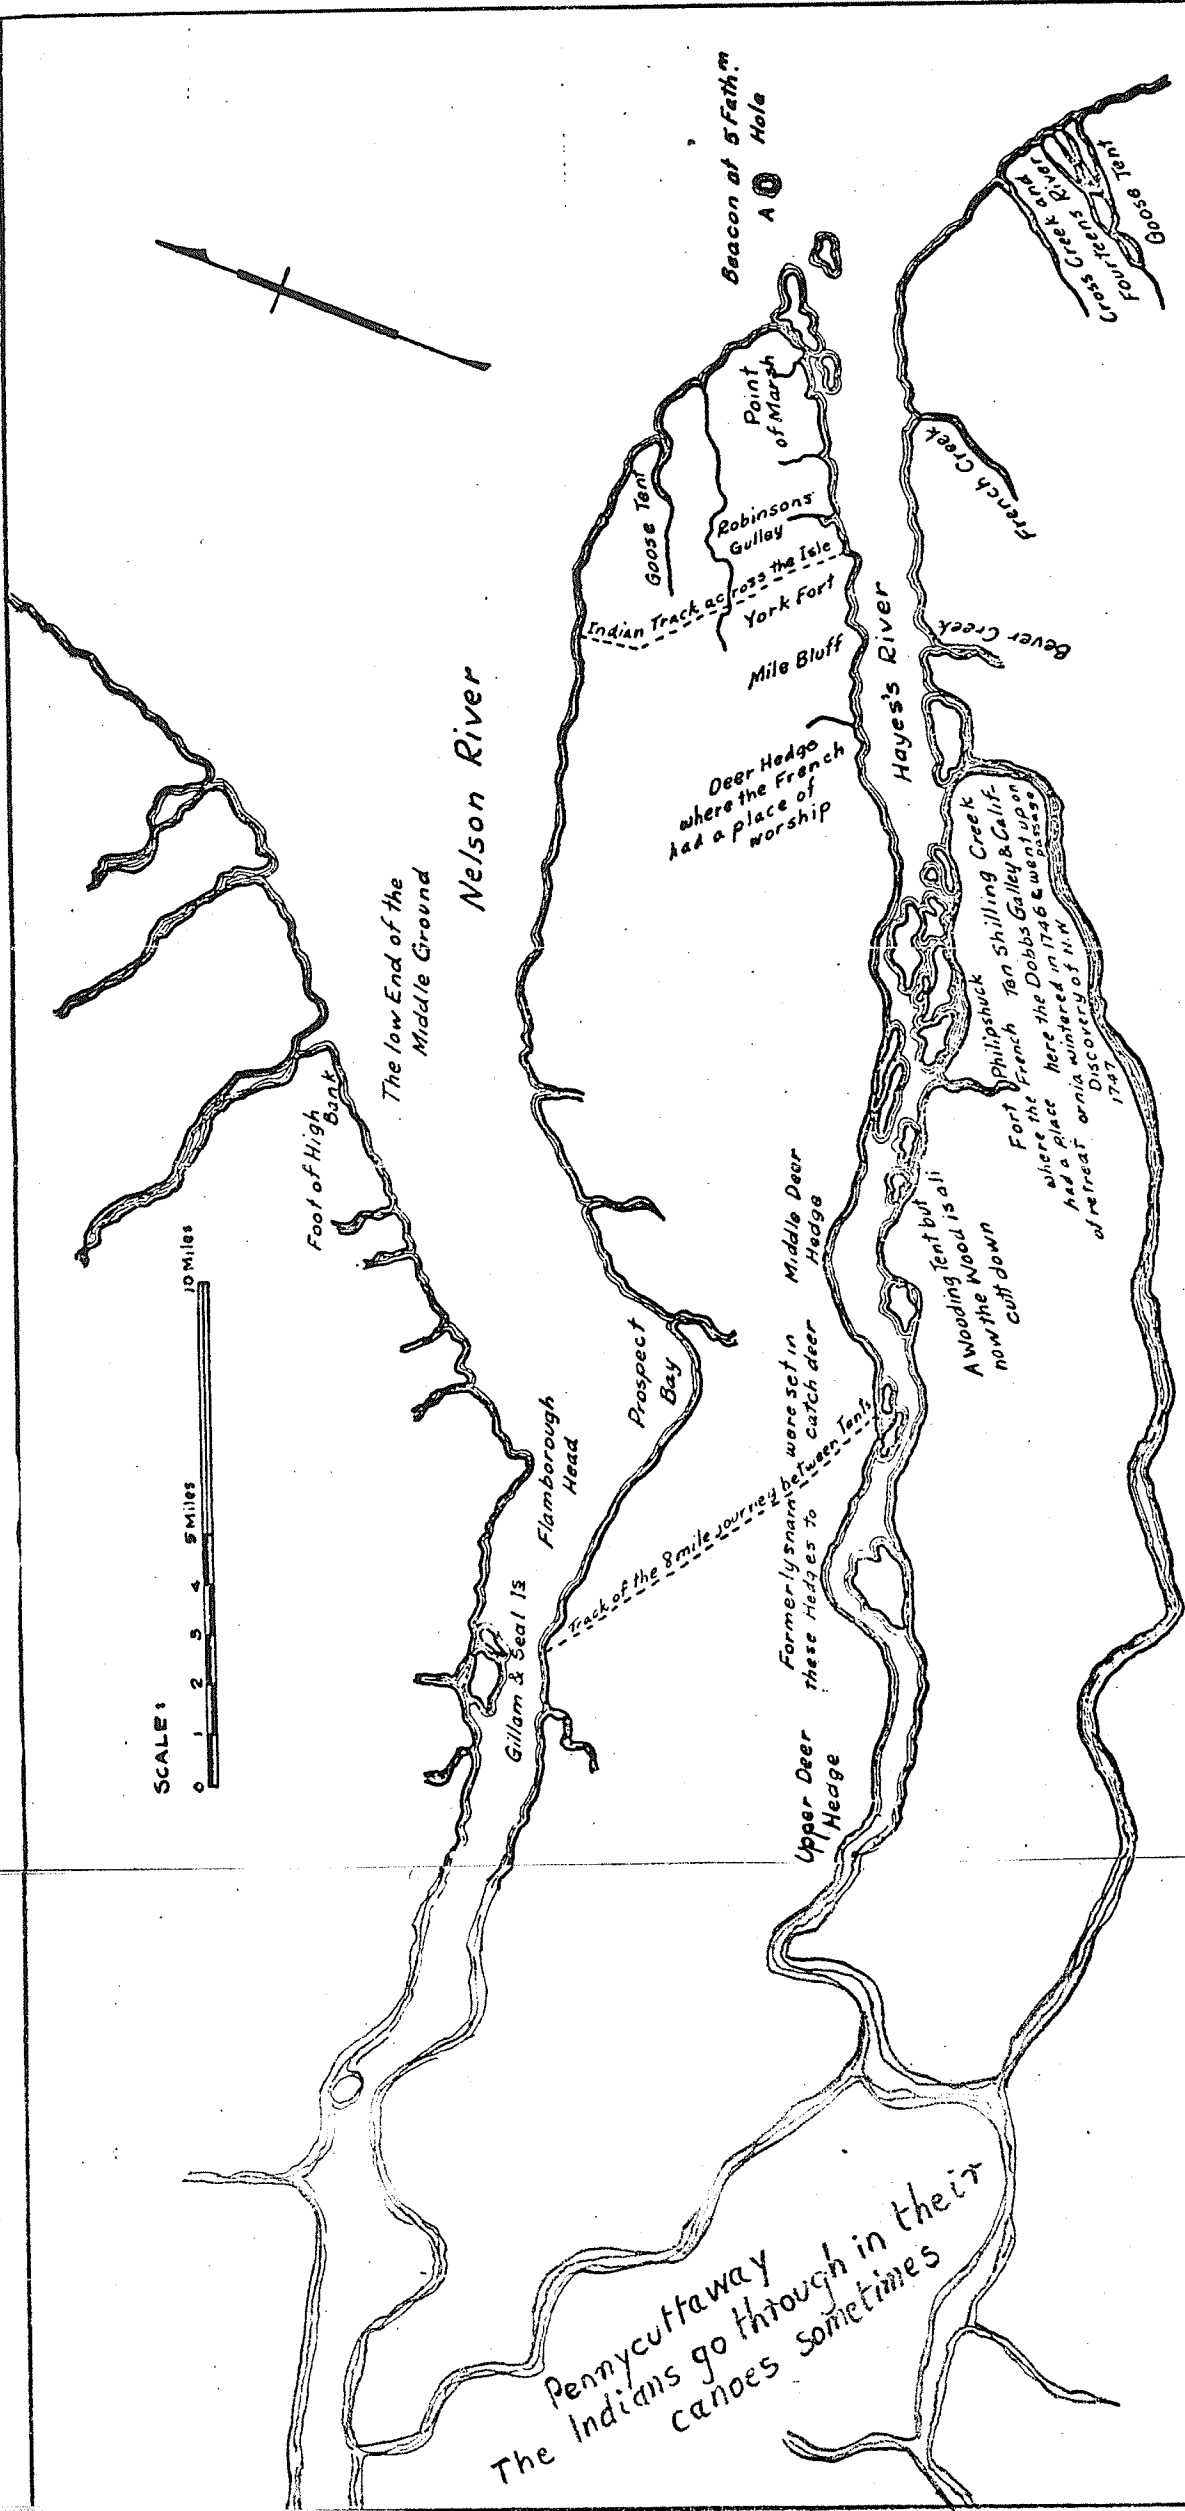 Beacon at 5 Fath.m
A Hole
Cross Creek and
Fourteens River
Goose Tent
Point
of Marsh
French Creek
Goose Tent
Robinsons
Gulley
Indian Track across the Isle
York Fort
Mile Bluff
Hayes's River
Bever Creek
Nelson River
Deer Hedge
where the French
had a place of
worship
The low End of the
Middle Ground
Philipshuck
Fort
where the French
had a place
of retreat
Ten Shilling Creek
here the Dobbs Galley & Calif-
ornia wintered in 1746 & went up on
Discovery of N.W passage
1747
Foot of High
Bank
A Wooding Tent but
now the Wood is all
cutt down
Middle Deer
Hedge
SCALE:
0 1 2 3 4 5 Miles 10 Miles
Prospect
Bay
Flamborough
Head
Formerly snares were set in
these Hedges to catch deer
Track of the 8 mile journey between Tents
Gillam & Seal Is
Upper Deer
Hedge
Pennycuttaway
The Indians go through in their
canoes sometimes